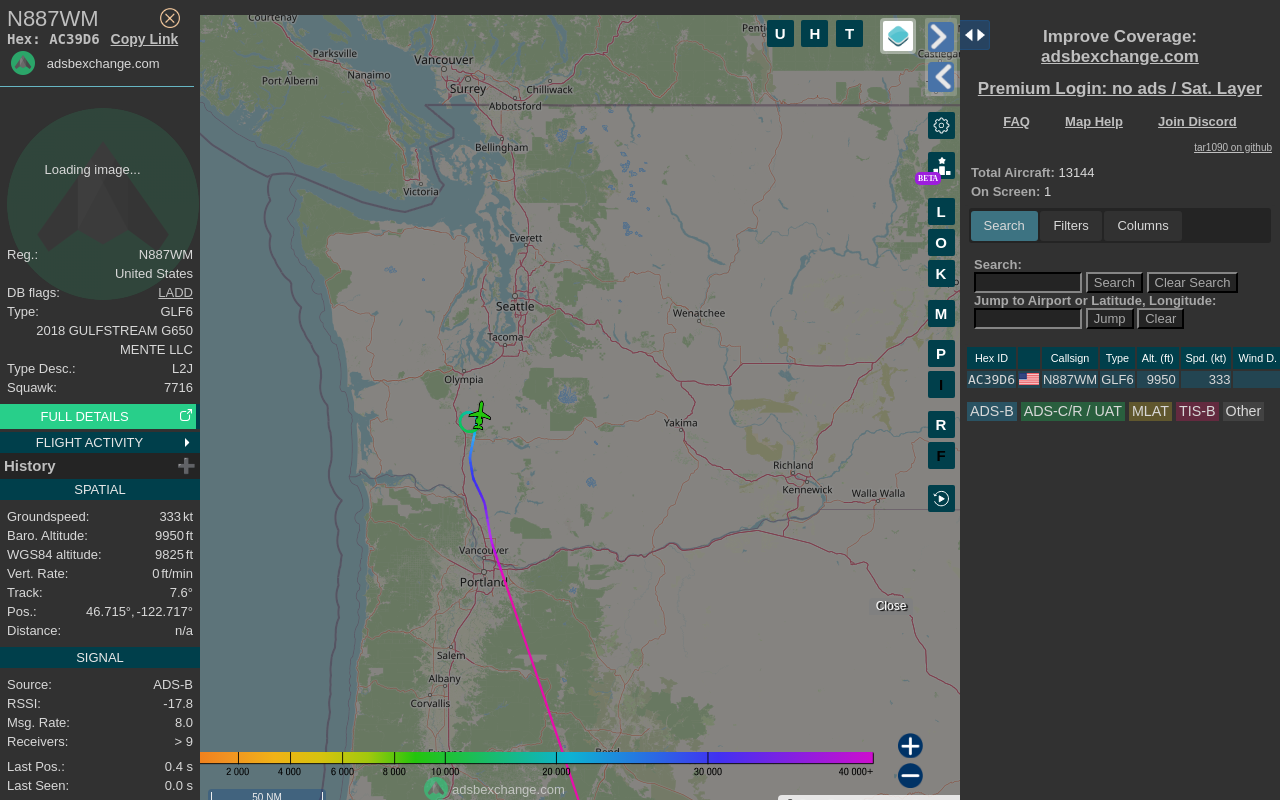 N887WM
Hex: AC39D6 Copy Link
adsbexchange.com
Loading image...
Reg.: N887WM
United States
DB flags: LADD
Type: GLF6
2018 GULFSTREAM G650
MENTE LLC
Type Desc.: L2J
Squawk: 7716
FULL DETAILS
FLIGHT ACTIVITY
History
SPATIAL
Groundspeed: 333 kt
Baro. Altitude: 9950 ft
WGS84 altitude: 9825 ft
Vert. Rate: 0 ft/min
Track: 7.6°
Pos.: 46.715°, -122.717°
Distance: n/a
SIGNAL
Source: ADS-B
RSSI: -17.8
Msg. Rate: 8.0
Receivers: > 9
Last Pos.: 0.4 s
Last Seen: 0.0 s
Courtenay
Parksville
Port Alberni
Nanaimo
Vancouver
Surrey
Chilliwack
Abbotsford
Bellingham
Victoria
Everett
Seattle
Tacoma
Olympia
Wenatchee
Yakima
Richland
Kennewick
Walla Walla
Vancouver
Portland
Salem
Albany
Corvallis
Bend
U H T
BETA
L
O
K
M
P
I
R
F
Close
2 000 4 000 6 000 8 000 10 000 20 000 30 000 40 000+
50 NM
adsbexchange.com
Improve Coverage:
adsbexchange.com
Premium Login: no ads / Sat. Layer
FAQ Map Help Join Discord
tar1090 on github
Total Aircraft: 13144
On Screen: 1
Search Filters Columns
Search:
Search Clear Search
Jump to Airport or Latitude, Longitude:
Jump Clear
Hex ID Callsign Type Alt. (ft) Spd. (kt) Wind D.
AC39D6 N887WM GLF6 9950 333
ADS-B ADS-C/R / UAT MLAT TIS-B Other